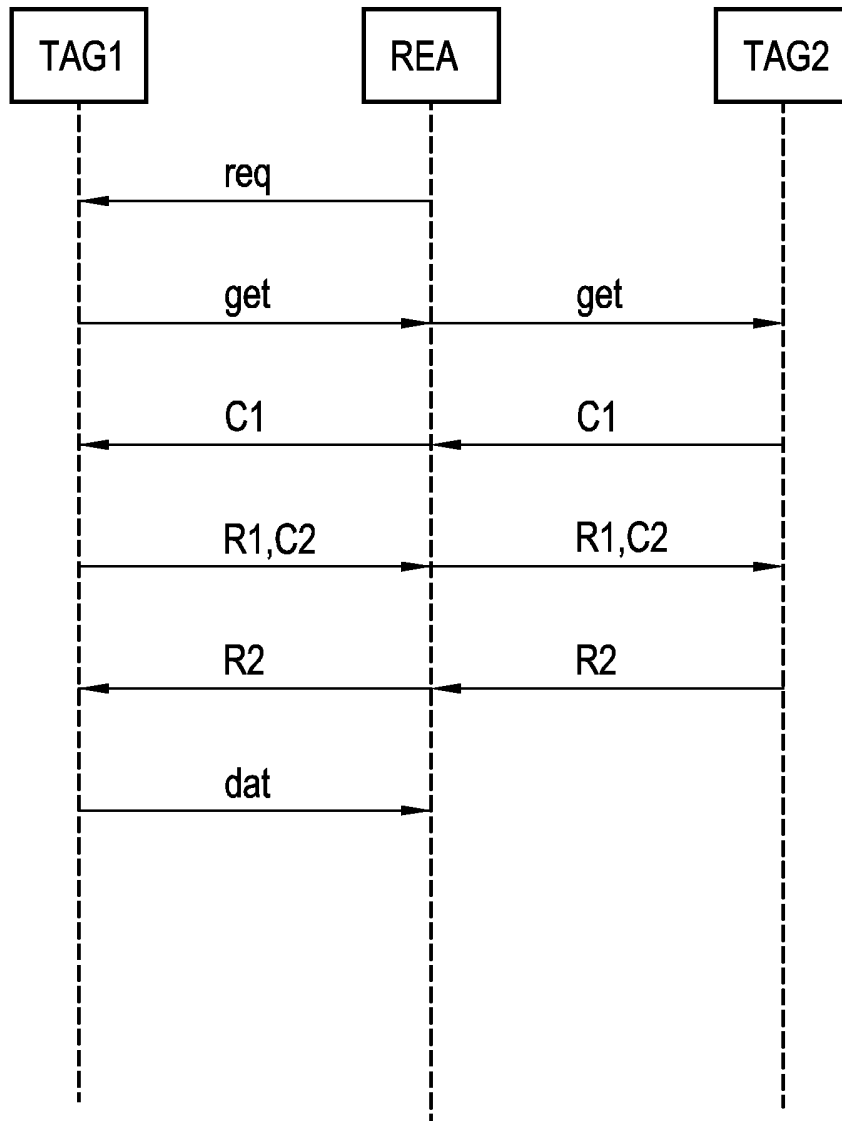 TAG1 REA TAG2
req
get get
C1 C1
R1,C2 R1,C2
R2 R2
dat